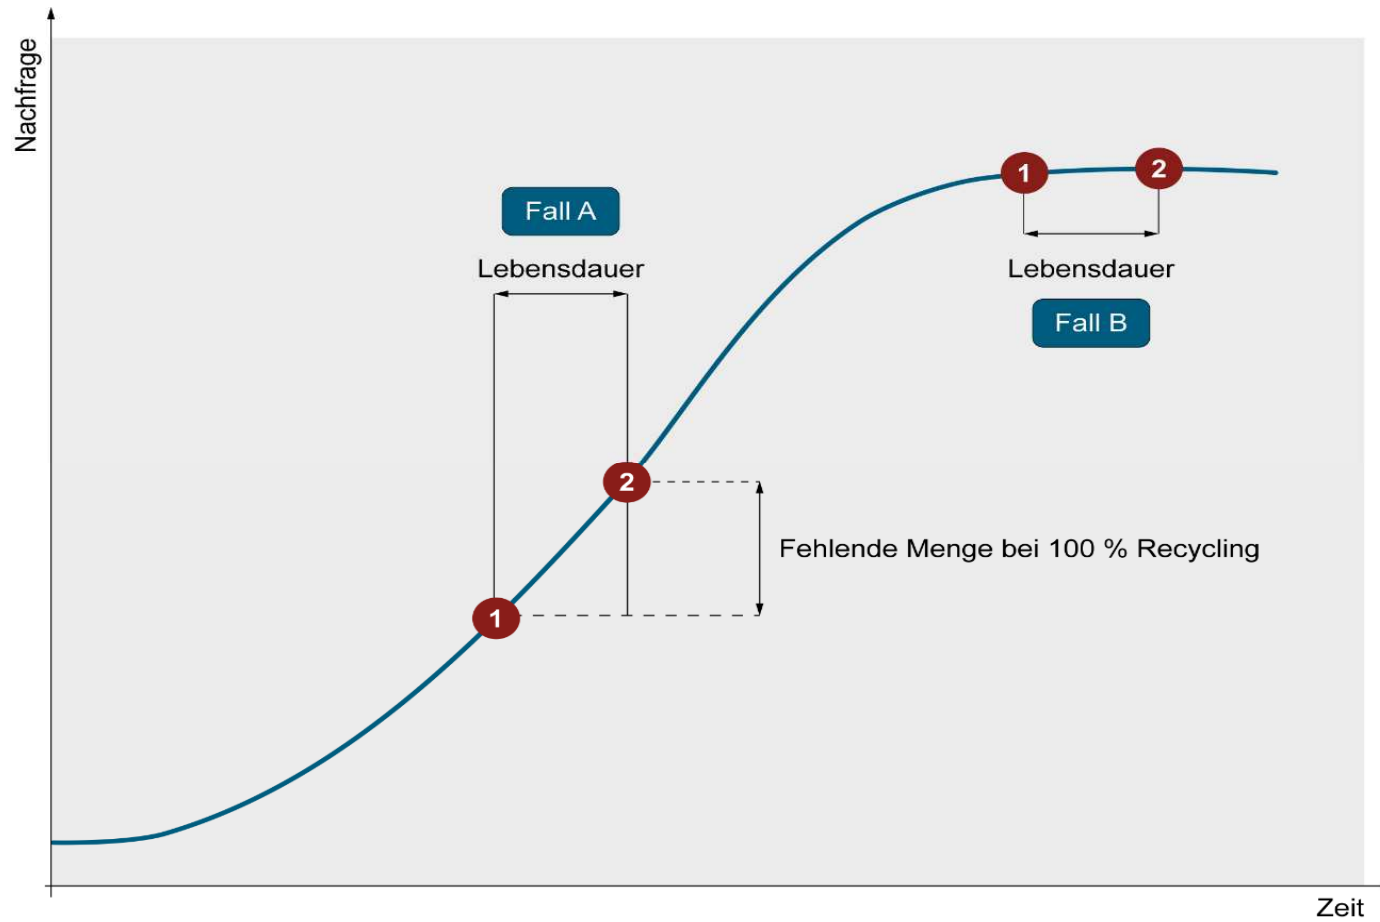 Nachfrage
1
2
Fall A
Lebensdauer
Lebensdauer
Fall B
2
Fehlende Menge bei 100 % Recycling
1
Zeit